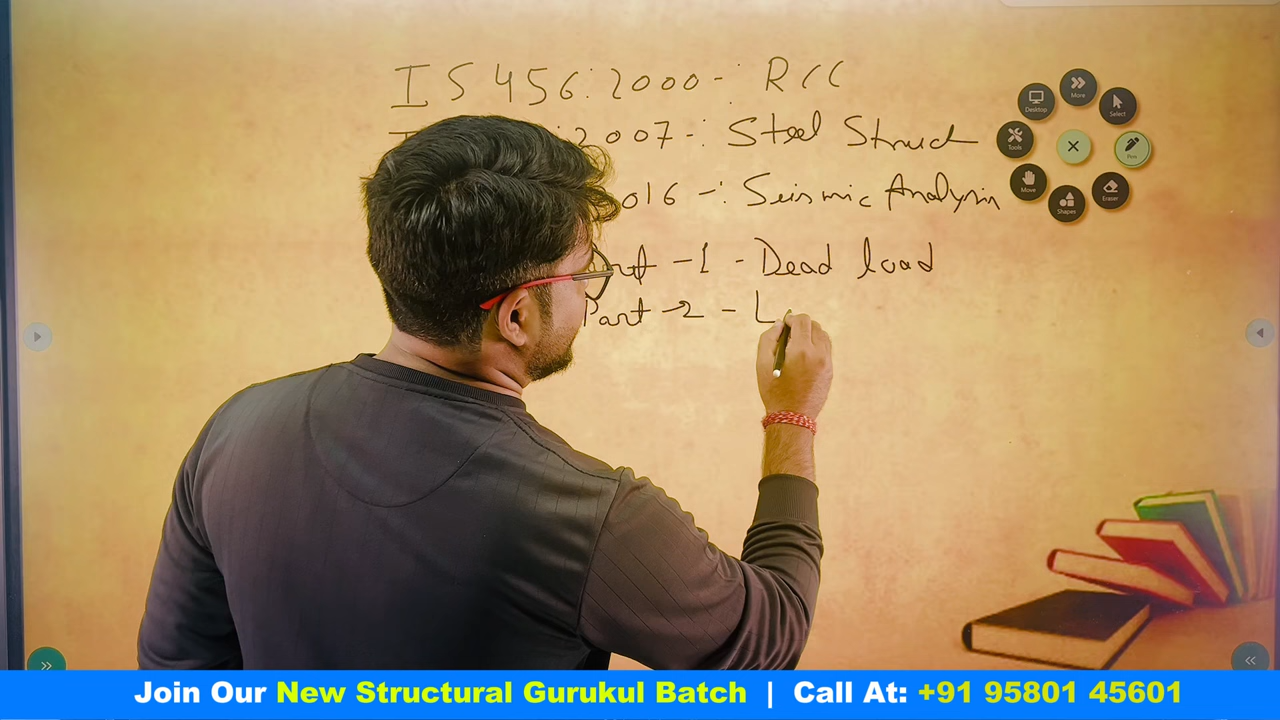 IS 456:2000-: RCC
2007-: Steel Struct
016 -: Seismic Analysis
Part -1 - Dead load
Part -2 - L
Desktop
More
Select
Tools
Pen
Move
Shapes
Eraser
Join Our New Structural Gurukul Batch | Call At: +91 95801 45601